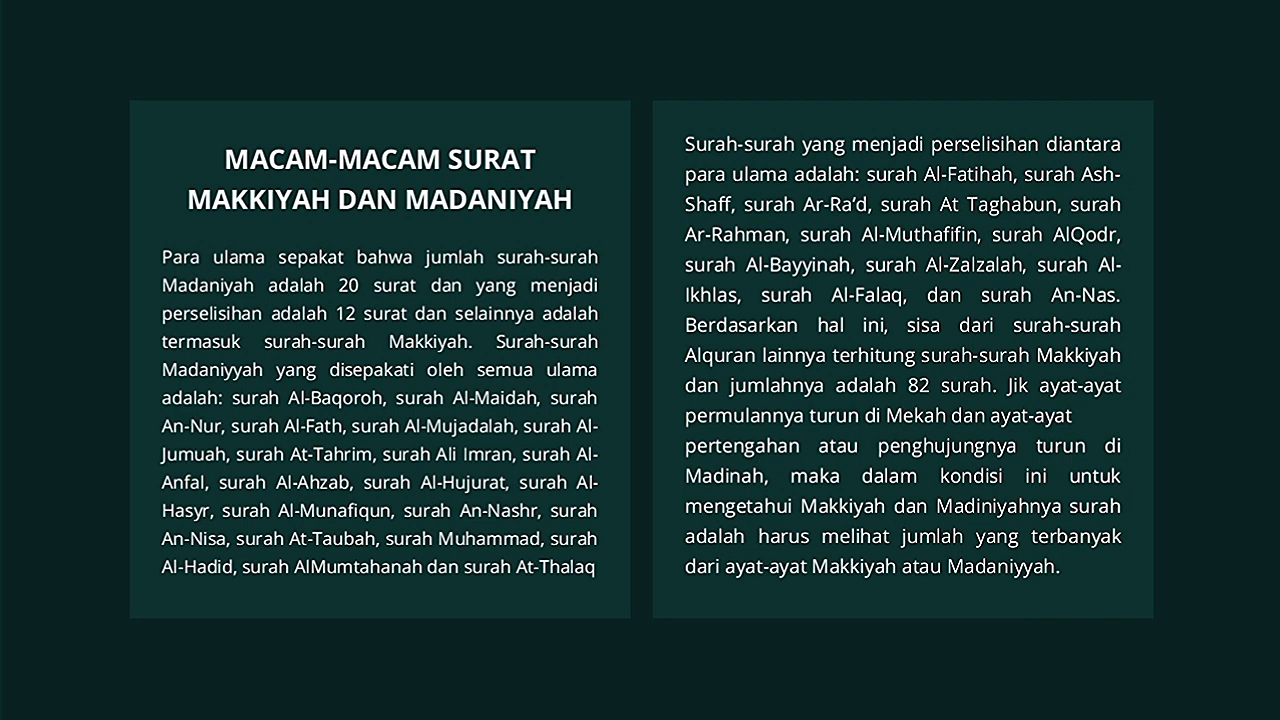 MACAM-MACAM SURAT
MAKKIYAH DAN MADANIYAH
Para ulama sepakat bahwa jumlah surah-surah
Madaniyah adalah 20 surat dan yang menjadi
perselisihan adalah 12 surat dan selainnya adalah
termasuk surah-surah Makkiyah. Surah-surah
Madaniyyah yang disepakati oleh semua ulama
adalah: surah Al-Baqoroh, surah Al-Maidah, surah
An-Nur, surah Al-Fath, surah Al-Mujadalah, surah Al-
Jumuah, surah At-Tahrim, surah Ali Imran, surah Al-
Anfal, surah Al-Ahzab, surah Al-Hujurat, surah Al-
Hasyr, surah Al-Munafiqun, surah An-Nashr, surah
An-Nisa, surah At-Taubah, surah Muhammad, surah
Al-Hadid, surah AlMumtahanah dan surah At-Thalaq
Surah-surah yang menjadi perselisihan diantara
para ulama adalah: surah Al-Fatihah, surah Ash-
Shaff, surah Ar-Ra’d, surah At Taghabun, surah
Ar-Rahman, surah Al-Muthafifin, surah AlQodr,
surah Al-Bayyinah, surah Al-Zalzalah, surah Al-
Ikhlas, surah Al-Falaq, dan surah An-Nas.
Berdasarkan hal ini, sisa dari surah-surah
Alquran lainnya terhitung surah-surah Makkiyah
dan jumlahnya adalah 82 surah. Jik ayat-ayat
permulannya turun di Mekah dan ayat-ayat
pertengahan atau penghujungnya turun di
Madinah, maka dalam kondisi ini untuk
mengetahui Makkiyah dan Madiniyahnya surah
adalah harus melihat jumlah yang terbanyak
dari ayat-ayat Makkiyah atau Madaniyyah.